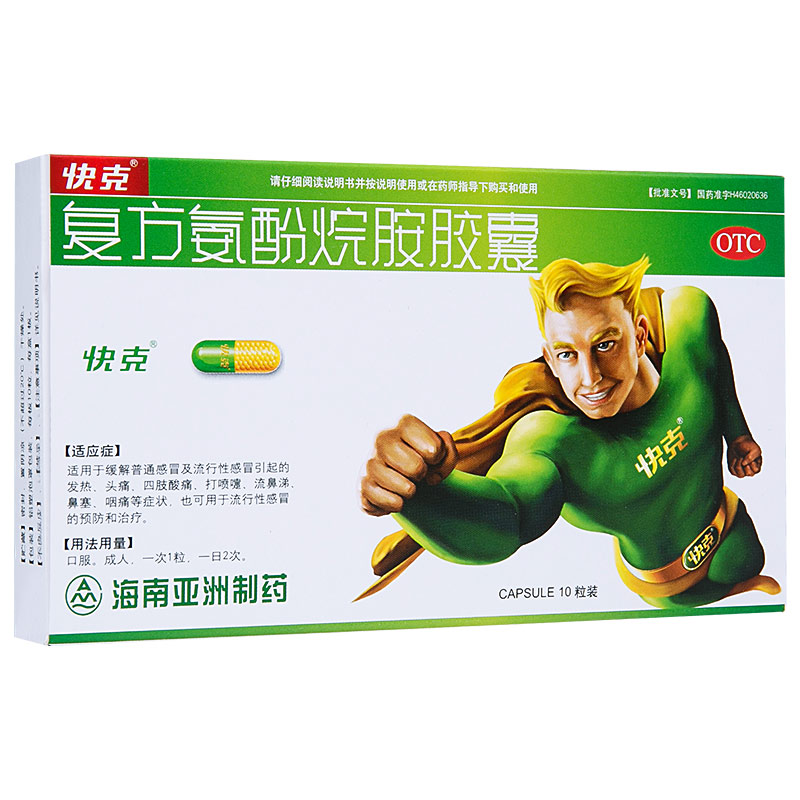 快克®
请仔细阅读说明书并按说明使用或在药师指导下购买和使用
【批准文号】国药准字H46020636
复方氨酚烷胺胶囊
OTC
快克®
快克®
快克
【适应症】
适用于缓解普通感冒及流行性感冒引起的
发热、头痛、四肢酸痛、打喷嚏、流鼻涕、
鼻塞、咽痛等症状,也可用于流行性感冒
的预防和治疗。
【用法用量】
口服。成人,一次1粒,一日2次。
海南亚洲制药
CAPSULE 10 粒装